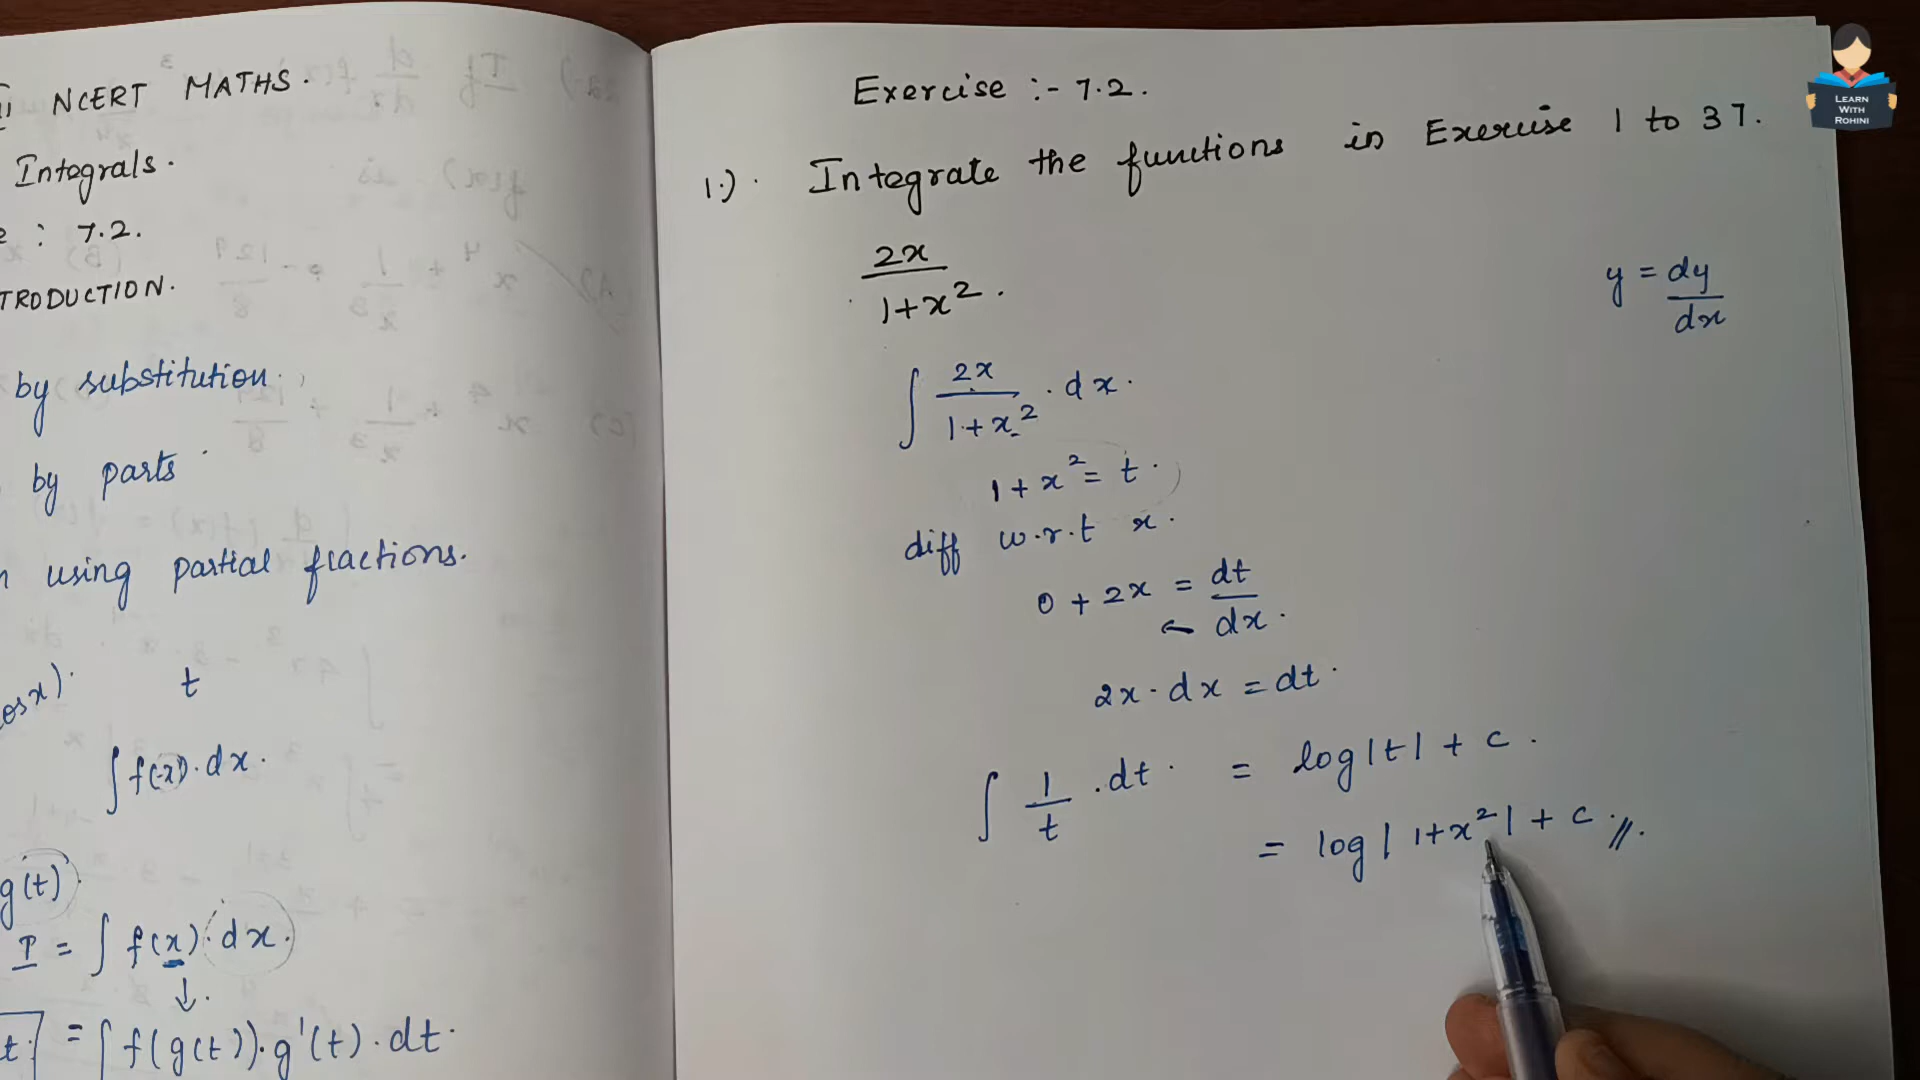 NCERT MATHS.
Integrals.
: 7.2.
TRODUCTION.
by substitution.
by parts
using partial fractions.
osx). t
∫f(x).dx.
g(t)
I = ∫ f(x).dx.
↓.
t. = ∫ f(g(t)).g'(t).dt.
Exercise :- 7.2.
1.). Integrate the functions in Exercise 1 to 37.
2x
1+x².
y = dy
dx
∫ 2x/1+x² . dx.
1+x² = t.
diff w.r.t x.
0 + 2x = dt
← dx.
2x.dx = dt.
∫ 1/t .dt. = log|t| + c.
= log| 1+x²| + c //.
LEARN
WITH
ROHINI